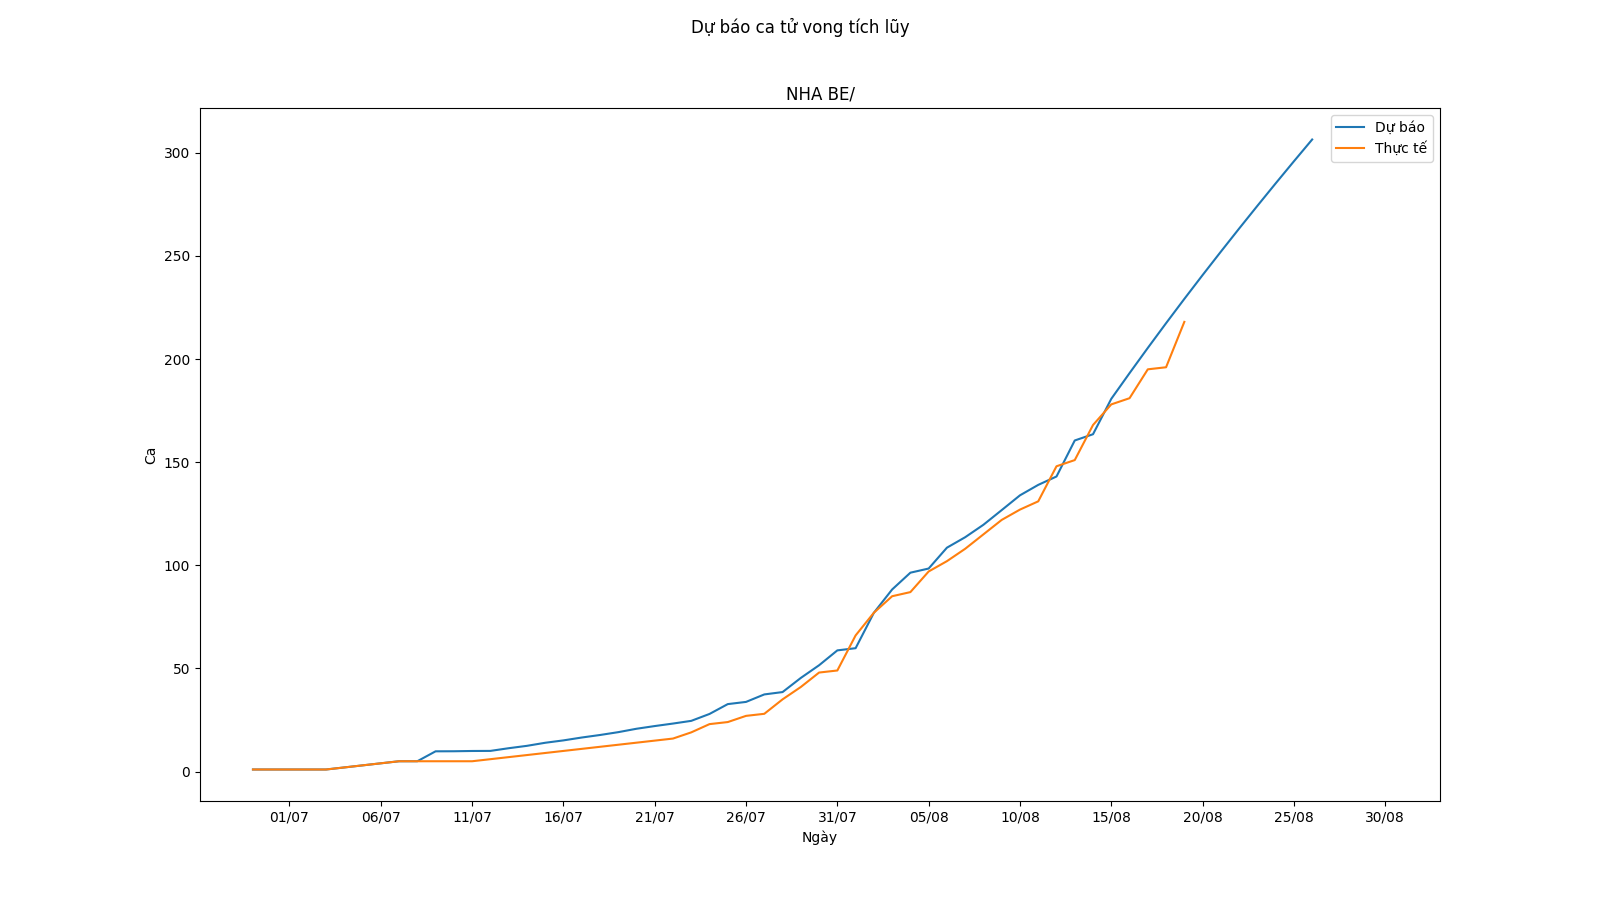 Dự báo ca tử vong tích lũy
NHA BE/
Dự báo
Thực tế
300
250
200
150
100
50
0
Ca
01/07 06/07 11/07 16/07 21/07 26/07 31/07 05/08 10/08 15/08 20/08 25/08 30/08
Ngày